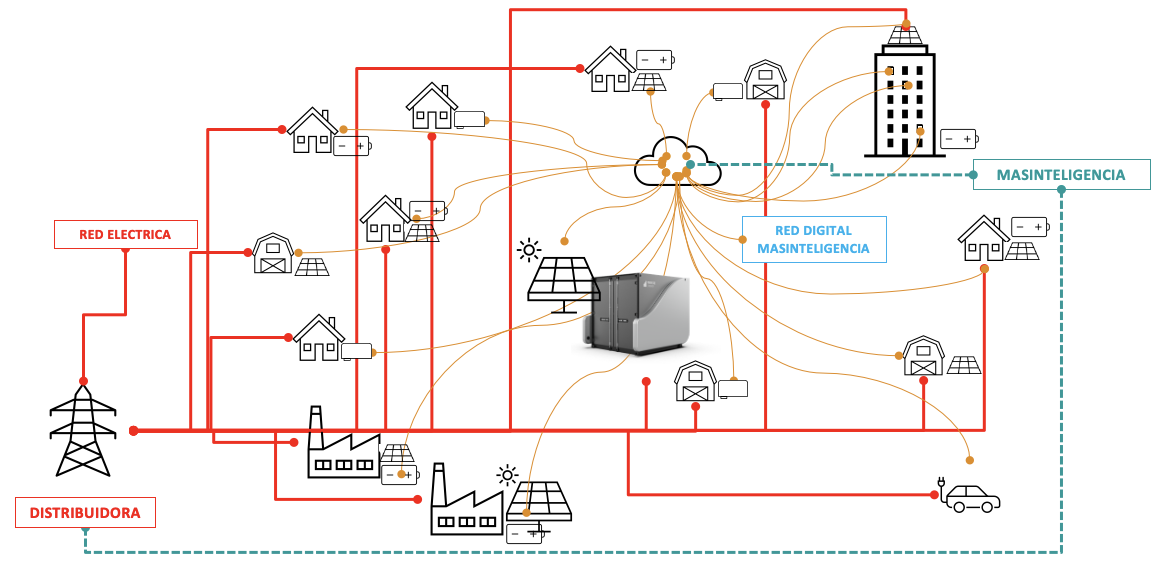 MASINTELIGENCIA
RED ELECTRICA
RED DIGITAL
MASINTELIGENCIA
DISTRIBUIDORA